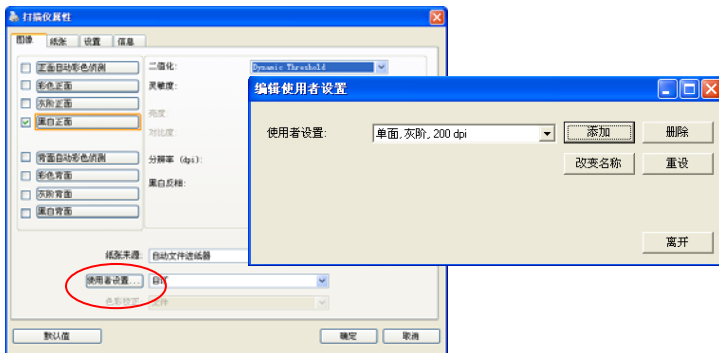 扫描仪属性
图像 纸张 设置 信息
正面自动彩色侦测
彩色正面
灰阶正面
黑白正面
背面自动彩色侦测
彩色背面
灰阶背面
黑白背面
二值化: Dynamic Threshold
灵敏度:
亮度:
对比度:
分辨率 (dpi):
黑白反相:
纸张来源: 自动文件进纸器
使用者设置...
色彩校正 文件
默认值 确定 取消
编辑使用者设置
使用者设置: 单面,灰阶, 200 dpi 添加 删除
改变名称 重设
离开